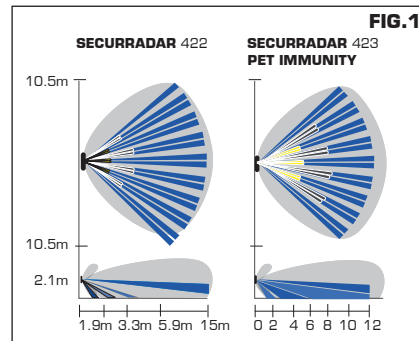 FIG.1
SECURRADAR 422
SECURRADAR 423
PET IMMUNITY
10.5m
10.5m
2.1m
1.9m 3.3m 5.9m 15m
0 2 4 6 8 10 12